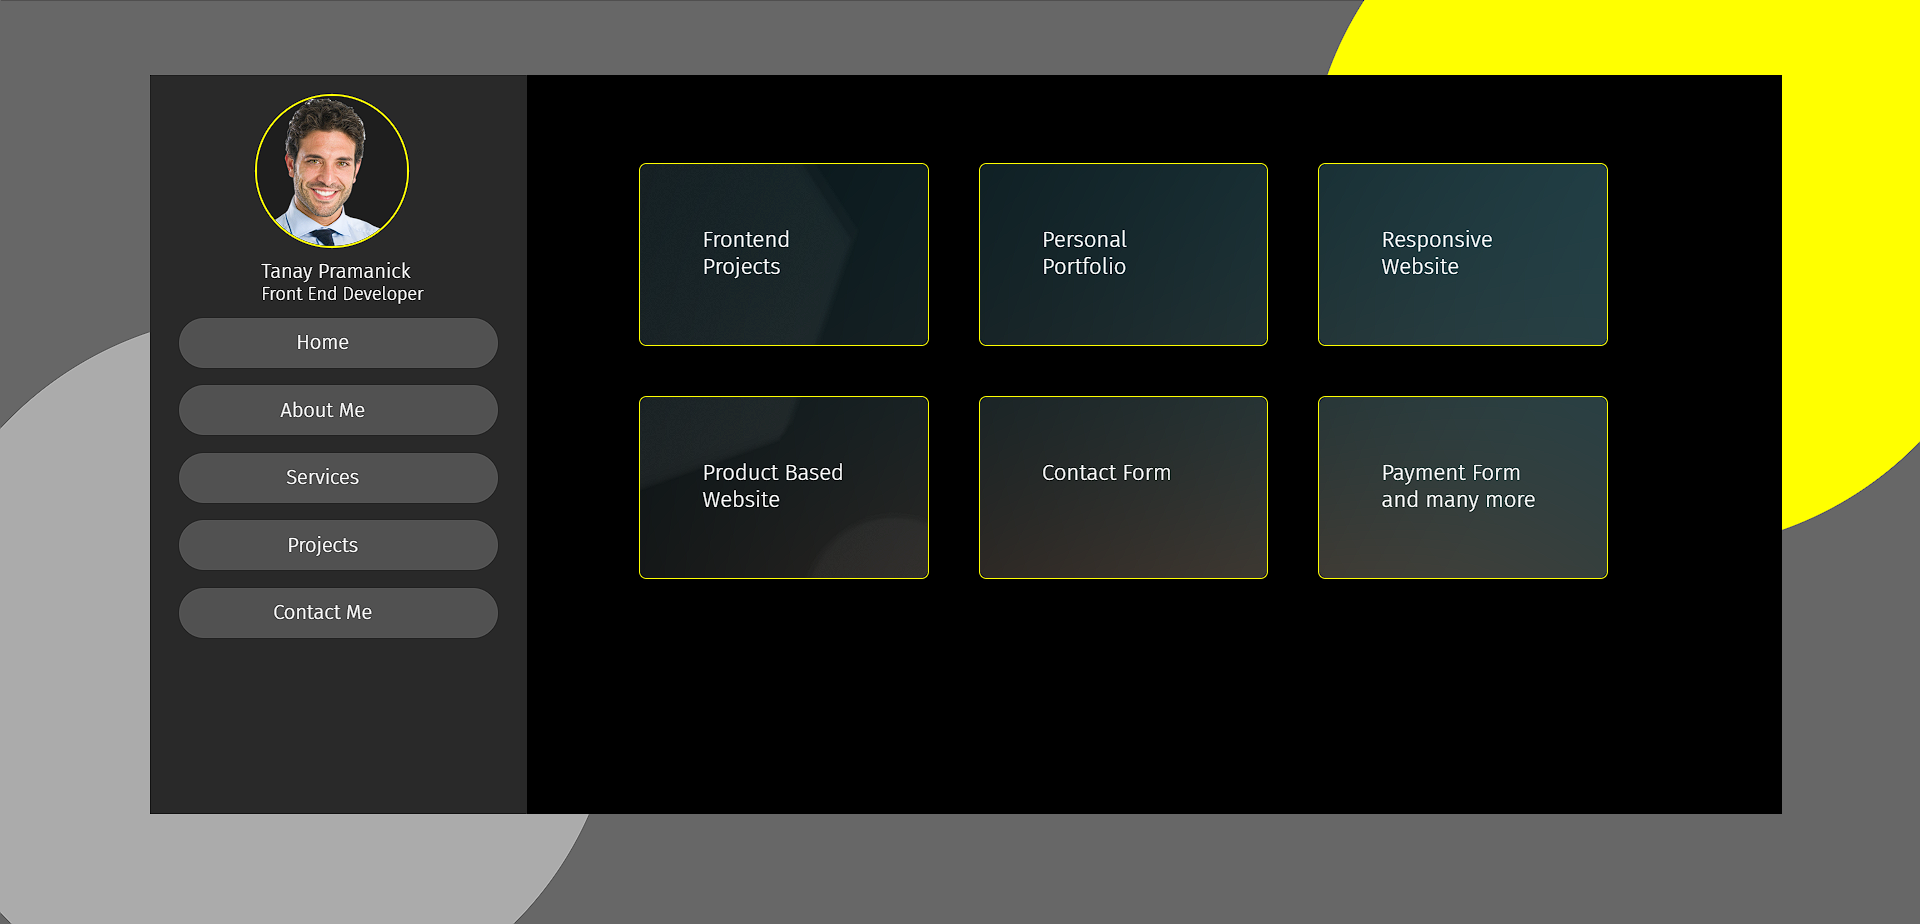 Tanay Pramanick
Front End Developer
Home
About Me
Services
Projects
Contact Me
Frontend
Projects
Personal
Portfolio
Responsive
Website
Product Based
Website
Contact Form
Payment Form
and many more